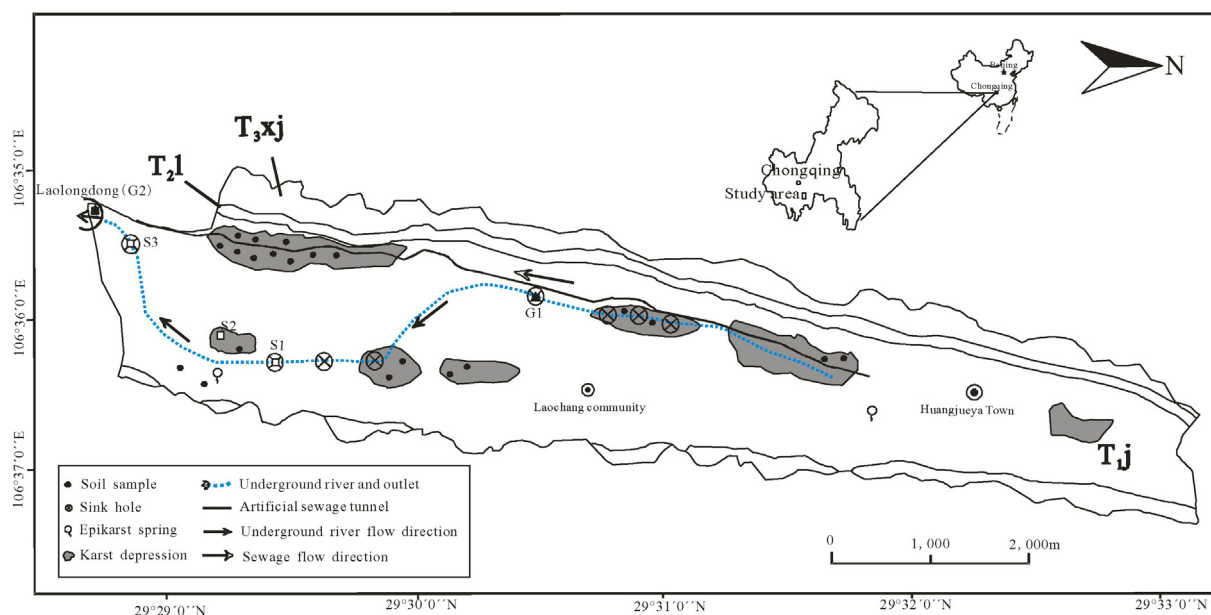 Beijing
Chongqing
N
Chongqing
Study area
T₃xj
T₂l
Laolongdong (G2)
S3
G1
S2
S1
Laochang community
Huangjueya Town
T₁j
106°35′0′′E
106°36′0′′E
106°37′0′′E
Soil sample
Sink hole
Epikarst spring
Karst depression
Underground river and outlet
Artificial sewage tunnel
Underground river flow direction
Sewage flow direction
0 1,000 2,000m
29°29′0′′N 29°30′0′′N 29°31′0′′N 29°32′0′′N 29°33′0′′N